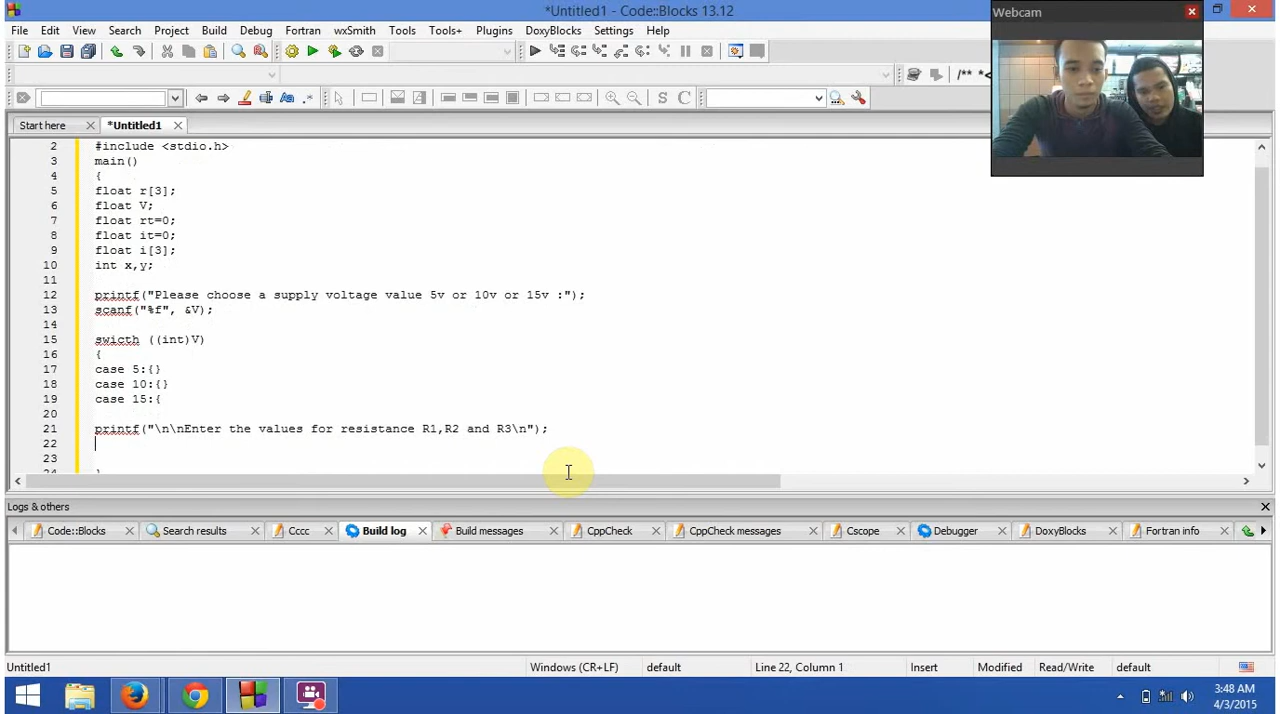 *Untitled1 - Code::Blocks 13.12
Webcam
File Edit View Search Project Build Debug Fortran wxSmith Tools Tools+ Plugins DoxyBlocks Settings Help
/** *<
S C
Start here *Untitled1
2 #include <stdio.h>
3 main()
4 {
5 float r[3];
6 float V;
7 float rt=0;
8 float it=0;
9 float i[3];
10 int x,y;
11
12 printf("Please choose a supply voltage value 5v or 10v or 15v :");
13 scanf("%f", &V);
14
15 swicth ((int)V)
16 {
17 case 5:{}
18 case 10:{}
19 case 15:{
20
21 printf("\n\nEnter the values for resistance R1,R2 and R3\n");
22
23
24 }
Logs & others
Code::Blocks Search results Cccc Build log Build messages CppCheck CppCheck messages Cscope Debugger DoxyBlocks Fortran info
Untitled1 Windows (CR+LF) default Line 22, Column 1 Insert Modified Read/Write default
3:48 AM
4/3/2015